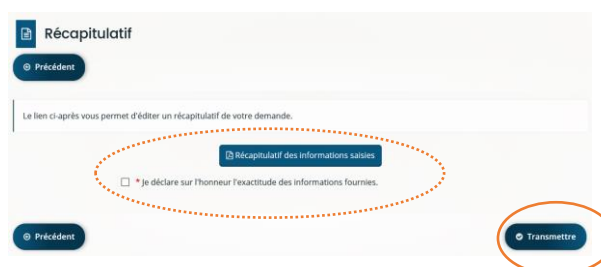 Récapitulatif
Précédent
Le lien ci-après vous permet d'éditer un récapitulatif de votre demande.
Récapitulatif des informations saisies
* Je déclare sur l'honneur l'exactitude des informations fournies.
Précédent
Transmettre